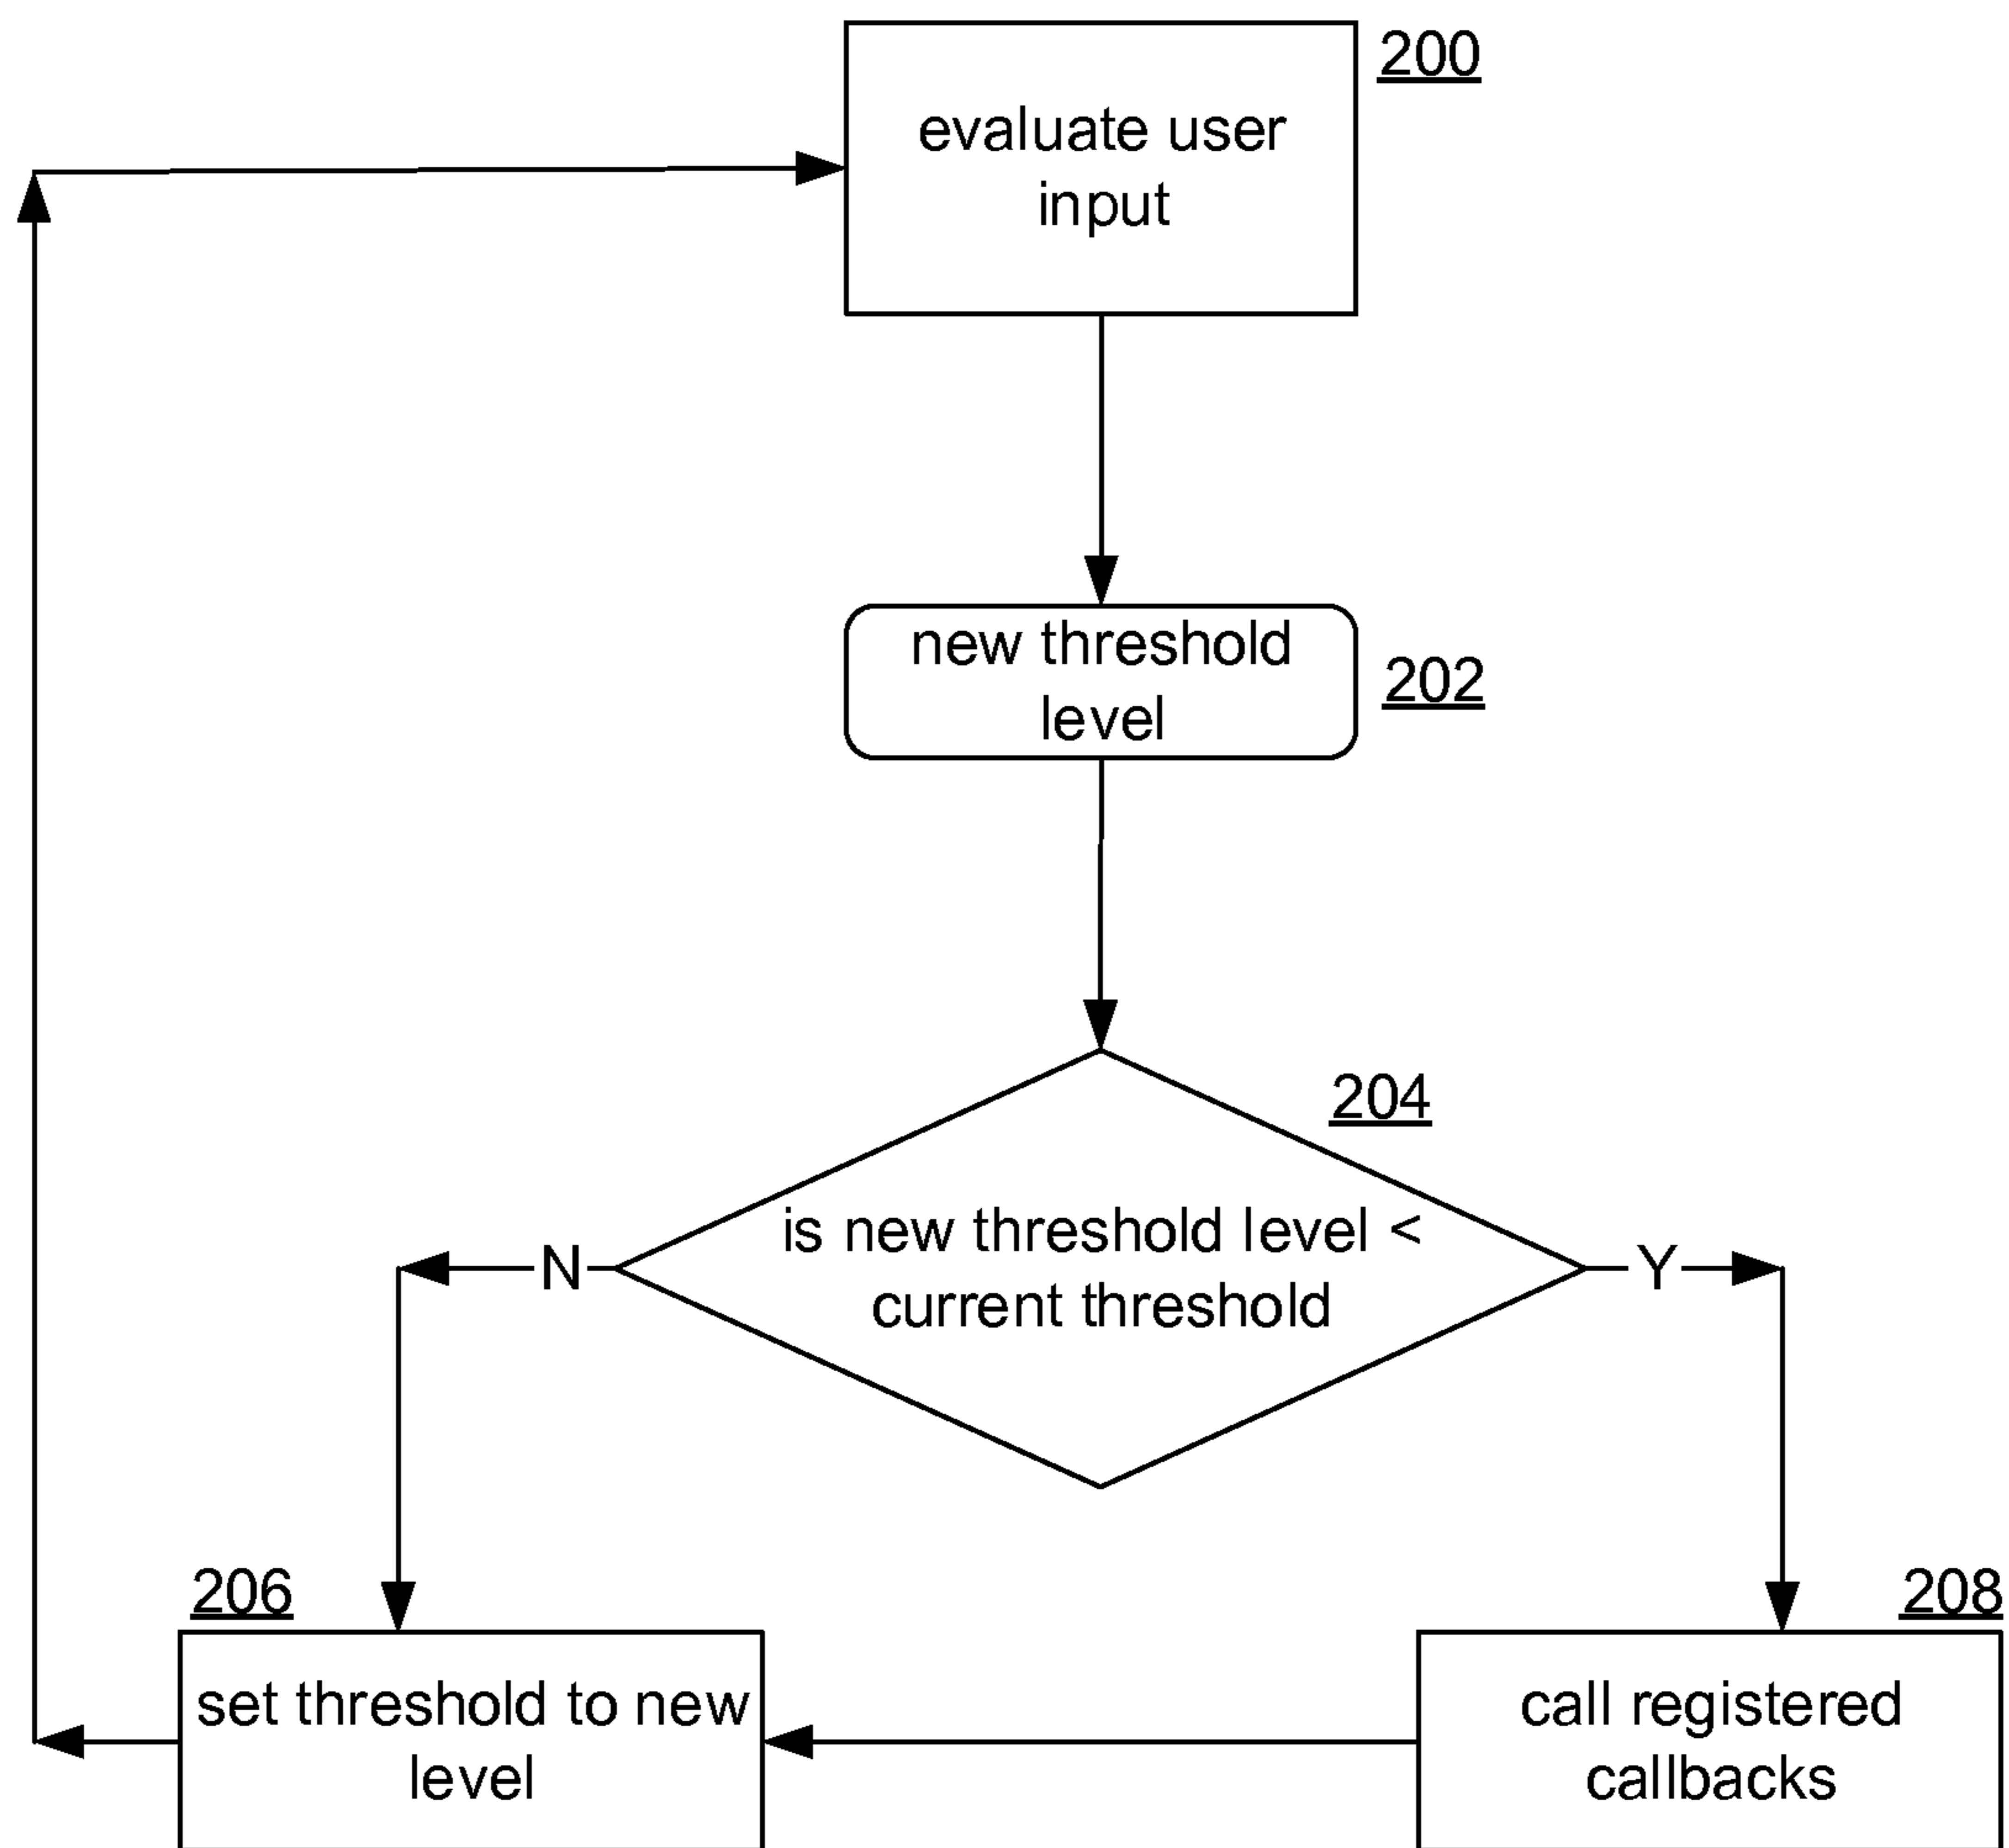 200
evaluate user
input
new threshold
level
202
204
is new threshold level <
current threshold
N
Y
206
208
set threshold to new
level
call registered
callbacks